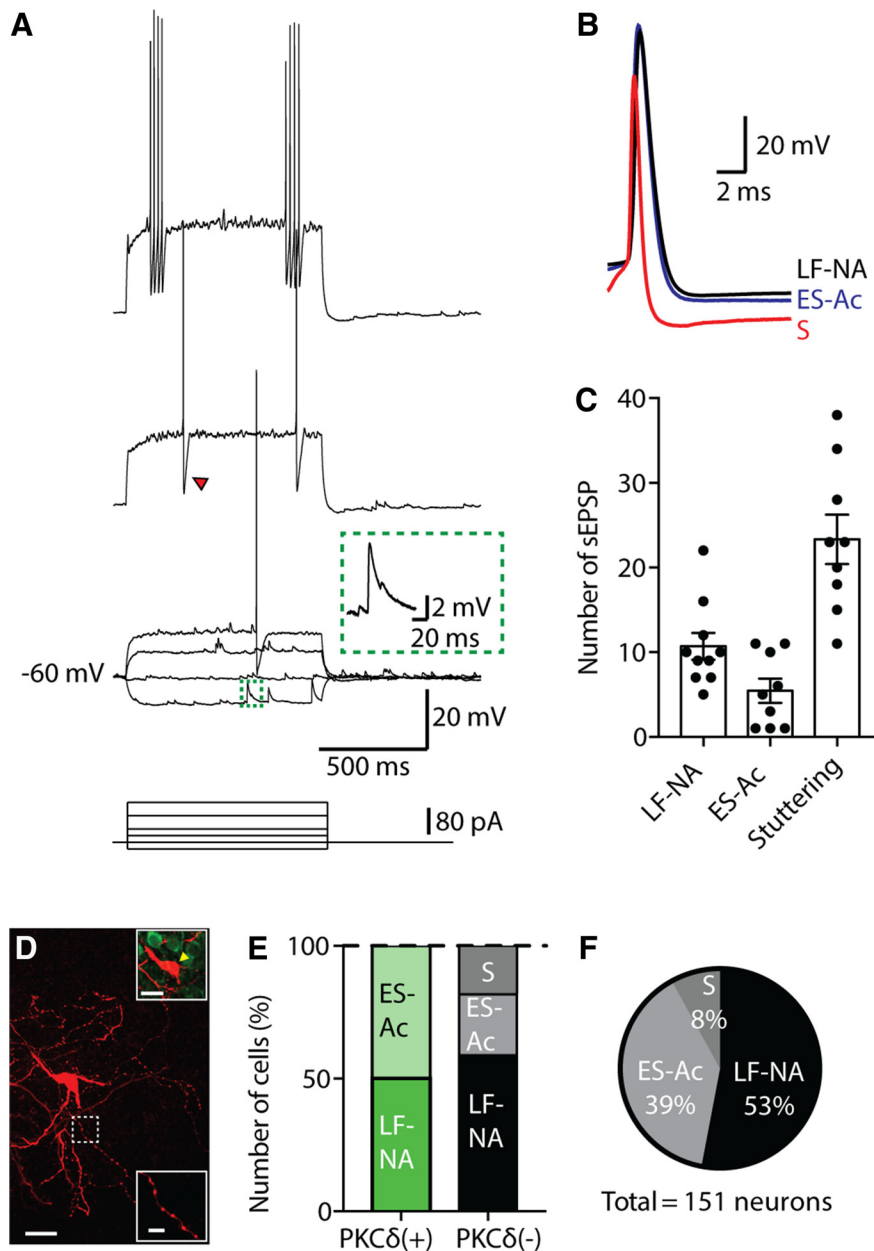 A
-60 mV
2 mV
20 ms
20 mV
500 ms
80 pA
B
20 mV
2 ms
LF-NA
ES-Ac
S
C
Number of sEPSP
40
30
20
10
0
LF-NA
ES-Ac
Stuttering
D
E
Number of cells (%)
100
50
0
ES-
Ac
LF-
NA
S
ES-
Ac
LF-
NA
PKCδ(+)
PKCδ(-)
F
S
8%
ES-Ac
39%
LF-NA
53%
Total = 151 neurons